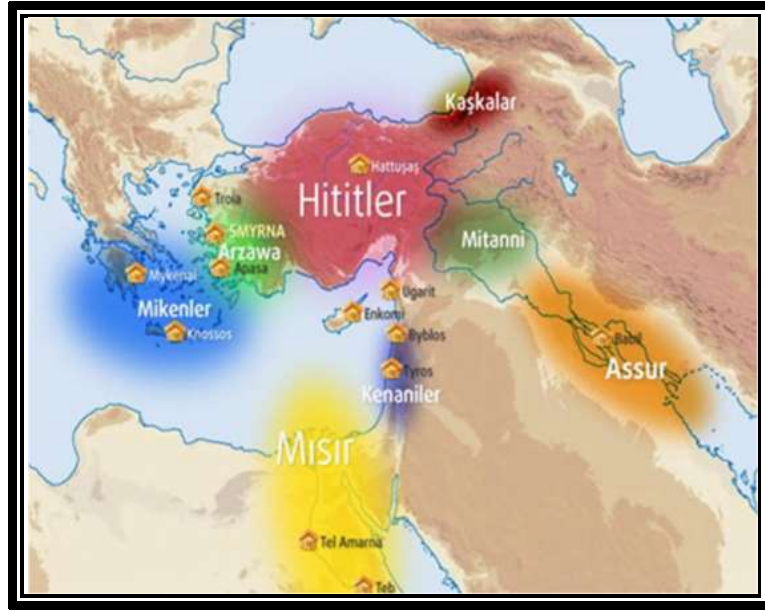 Kaşkalar
Hattuşaş
Hititler
Troia
SMYRNA
Arzawa
Apasa
Mitanni
Mykenai
Mikenler
Knossos
Ugarit
Enkomi
Byblos
Tyros
Kenaniler
Babil
Assur
Mısır
Tel Amarna
Teb